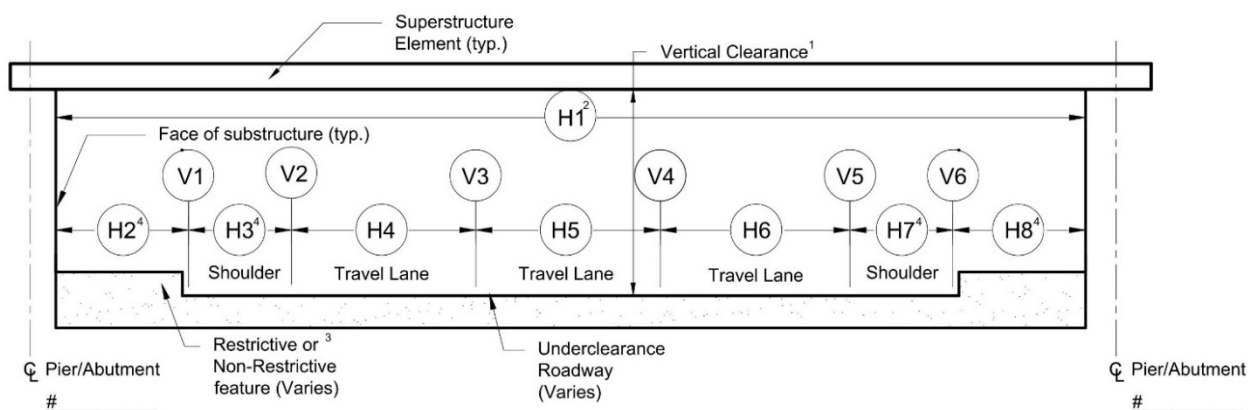 Superstructure
Element (typ.)
Vertical Clearance¹
H1²
Face of substructure (typ.)
V1
V2
V3
V4
V5
V6
H2⁴
H3⁴
H4
H5
H6
H7⁴
H8⁴
Shoulder
Travel Lane
Travel Lane
Travel Lane
Shoulder
Restrictive or ³
Non-Restrictive
feature (Varies)
Underclearance
Roadway
(Varies)
℄ Pier/Abutment
#
℄ Pier/Abutment
#